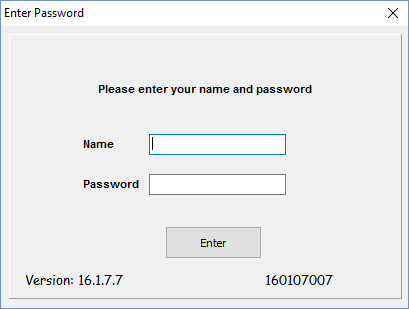 Enter Password
Please enter your name and password
Name
Password
Enter
Version: 16.1.7.7 160107007